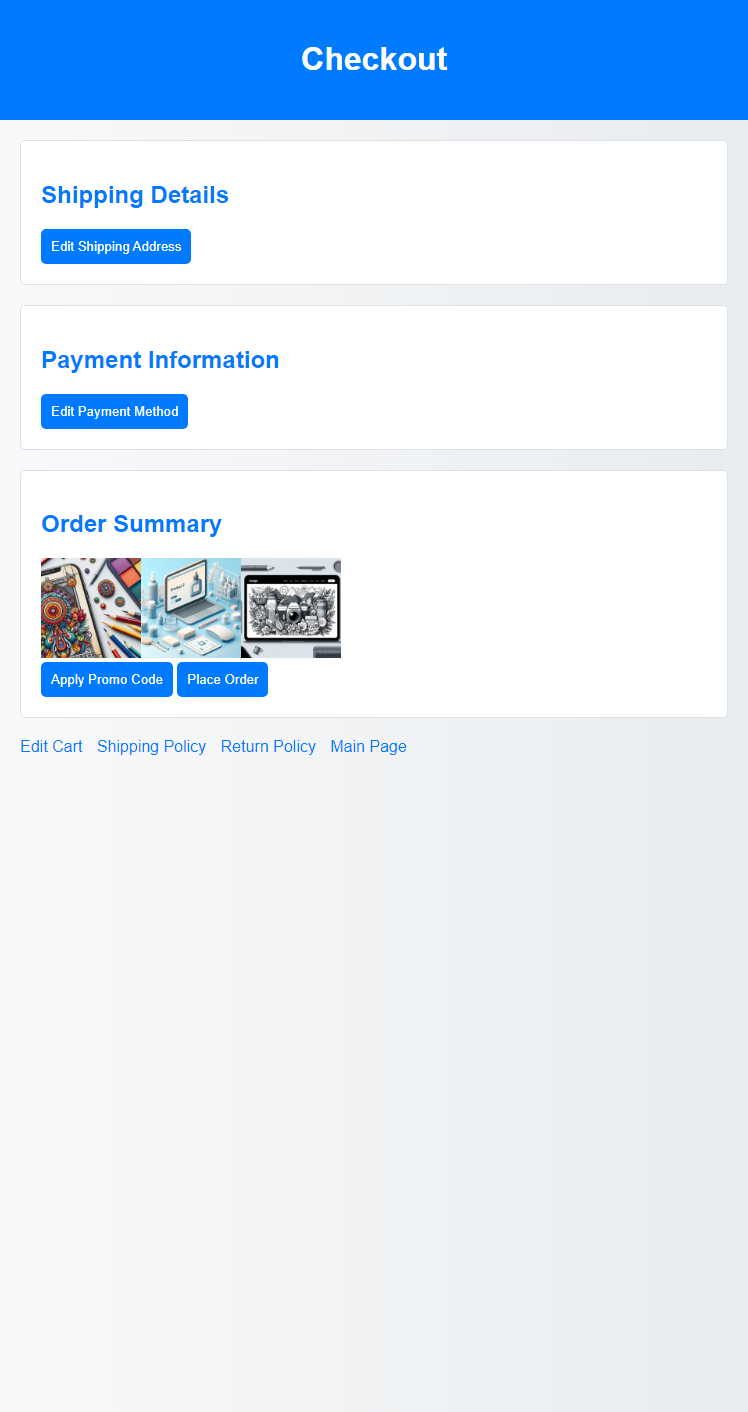 Checkout
Shipping Details
Edit Shipping Address
Payment Information
Edit Payment Method
Order Summary
Apply Promo Code Place Order
Edit Cart Shipping Policy Return Policy Main Page